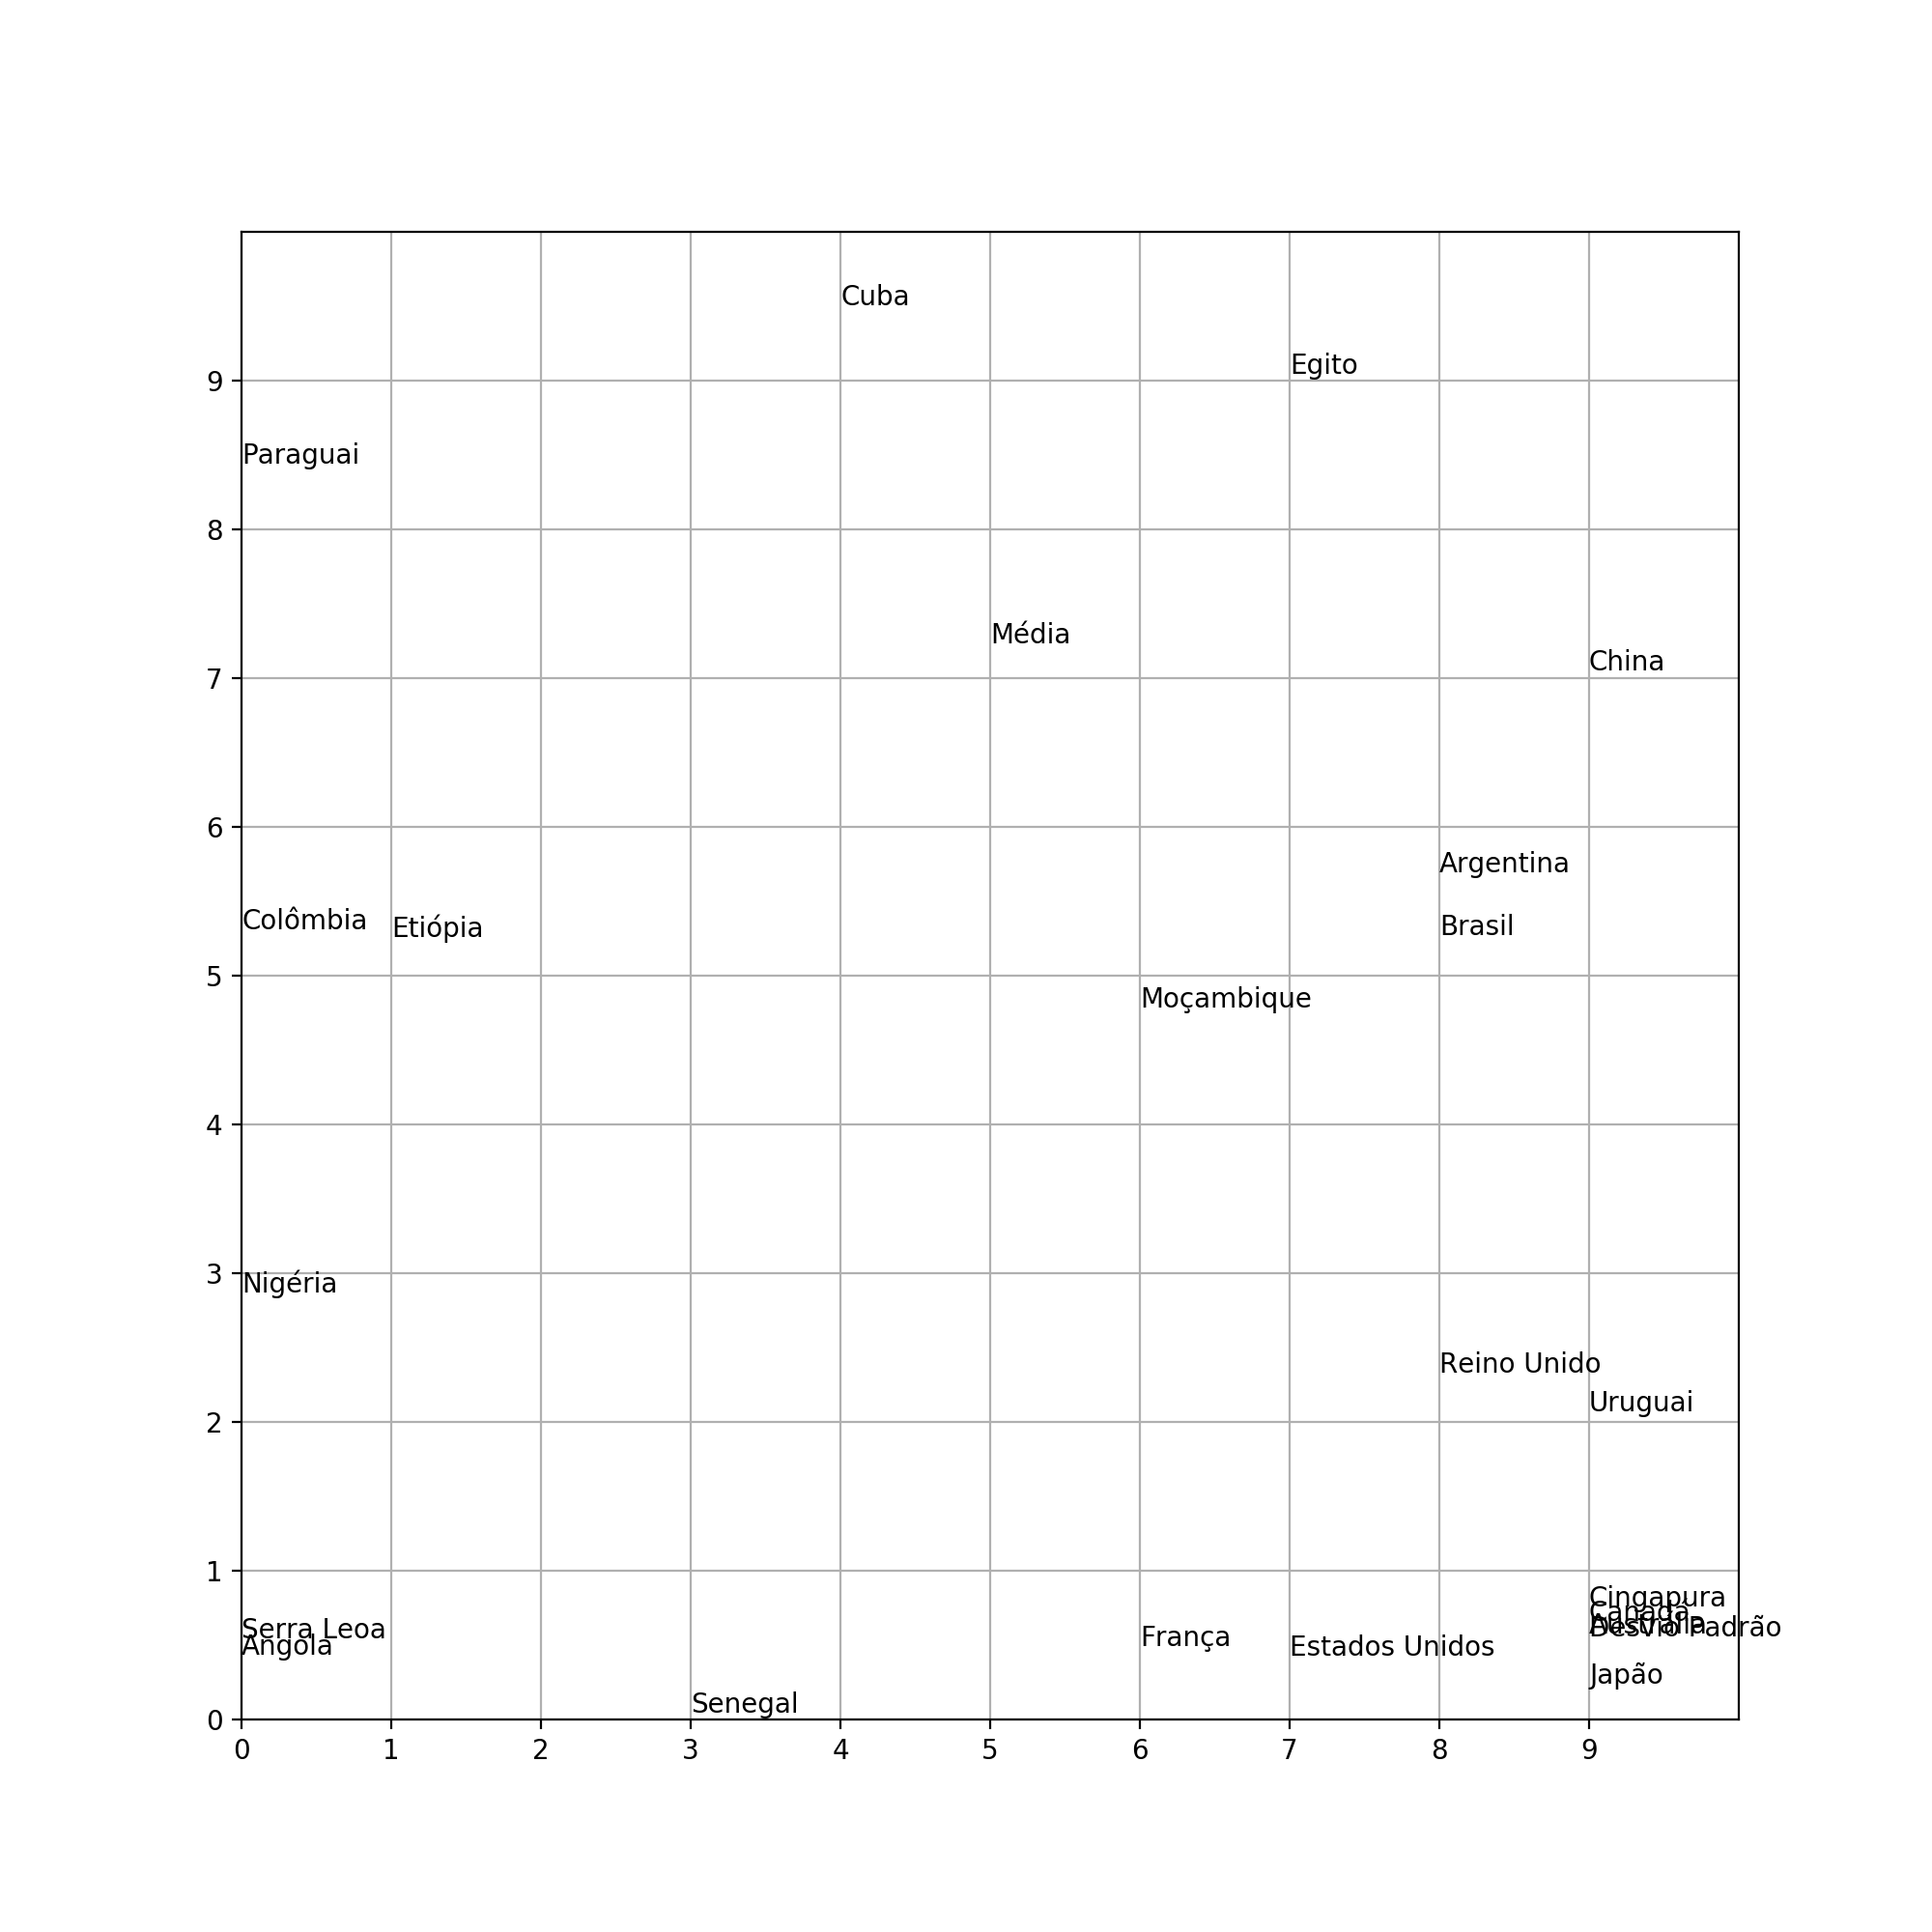 Cuba
Egito
9
Paraguai
8
Média
China
7
6
Argentina
Colômbia
Etiópia
Brasil
5
Moçambique
4
3
Nigéria
Reino Unido
Uruguai
2
1
Cingapura
Canadá
Austrália
Desvio Padrão
Serra Leoa
França
Angola
Estados Unidos
Japão
Senegal
0
0 1 2 3 4 5 6 7 8 9